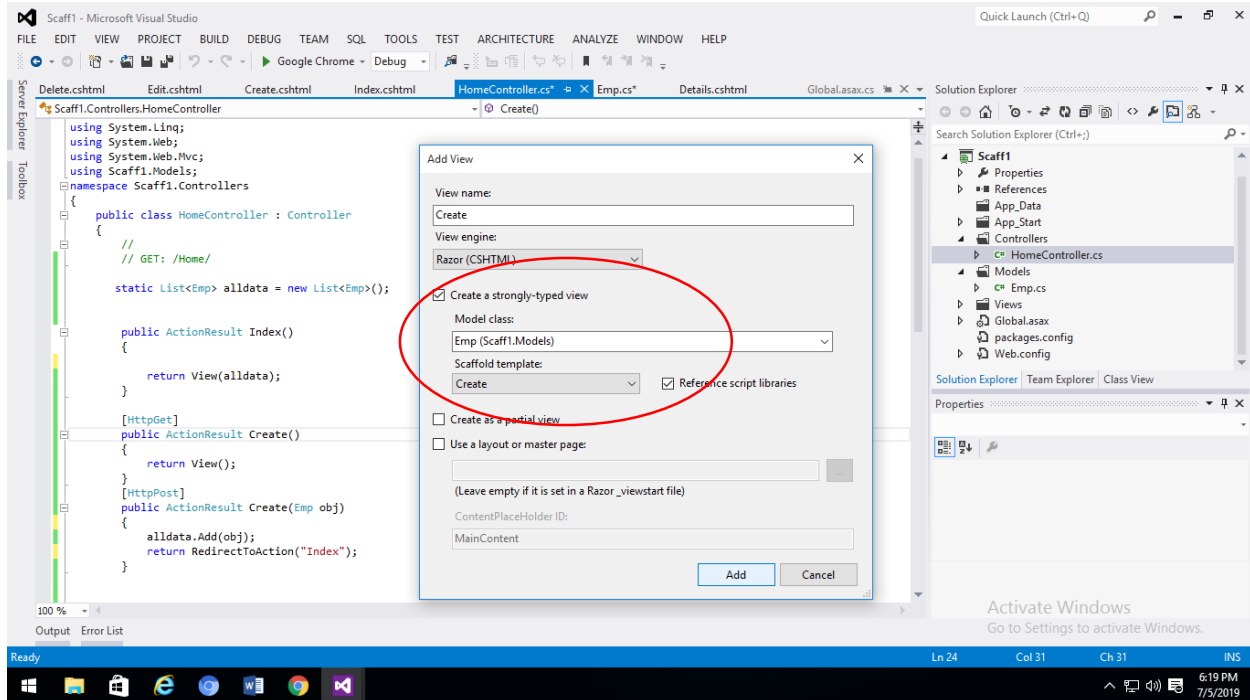 Scaff1 - Microsoft Visual Studio
Quick Launch (Ctrl+Q)
FILE EDIT VIEW PROJECT BUILD DEBUG TEAM SQL TOOLS TEST ARCHITECTURE ANALYZE WINDOW HELP
Google Chrome Debug
Server Explorer
Toolbox
Delete.cshtml Edit.cshtml Create.cshtml Index.cshtml HomeController.cs* Emp.cs* Details.cshtml Global.asax.cs
Scaff1.Controllers.HomeController Create()
using System.Linq;
using System.Web;
using System.Web.Mvc;
using Scaff1.Models;
namespace Scaff1.Controllers
{
public class HomeController : Controller
{
//
// GET: /Home/
static List<Emp> alldata = new List<Emp>();
public ActionResult Index()
{
return View(alldata);
}
[HttpGet]
public ActionResult Create()
{
return View();
}
[HttpPost]
public ActionResult Create(Emp obj)
{
alldata.Add(obj);
return RedirectToAction("Index");
}
100 %
Output Error List
Add View
View name:
Create
View engine:
Razor (CSHTML)
Create a strongly-typed view
Model class:
Emp (Scaff1.Models)
Scaffold template:
Create
Reference script libraries
Create as a partial view
Use a layout or master page:
...
(Leave empty if it is set in a Razor _viewstart file)
ContentPlaceHolder ID:
MainContent
Add Cancel
Solution Explorer
Search Solution Explorer (Ctrl+;)
Scaff1
Properties
References
App_Data
App_Start
Controllers
C# HomeController.cs
Models
C# Emp.cs
Views
Global.asax
packages.config
Web.config
Solution Explorer Team Explorer Class View
Properties
Activate Windows
Go to Settings to activate Windows.
Ready Ln 24 Col 31 Ch 31 INS
6:19 PM
7/5/2019